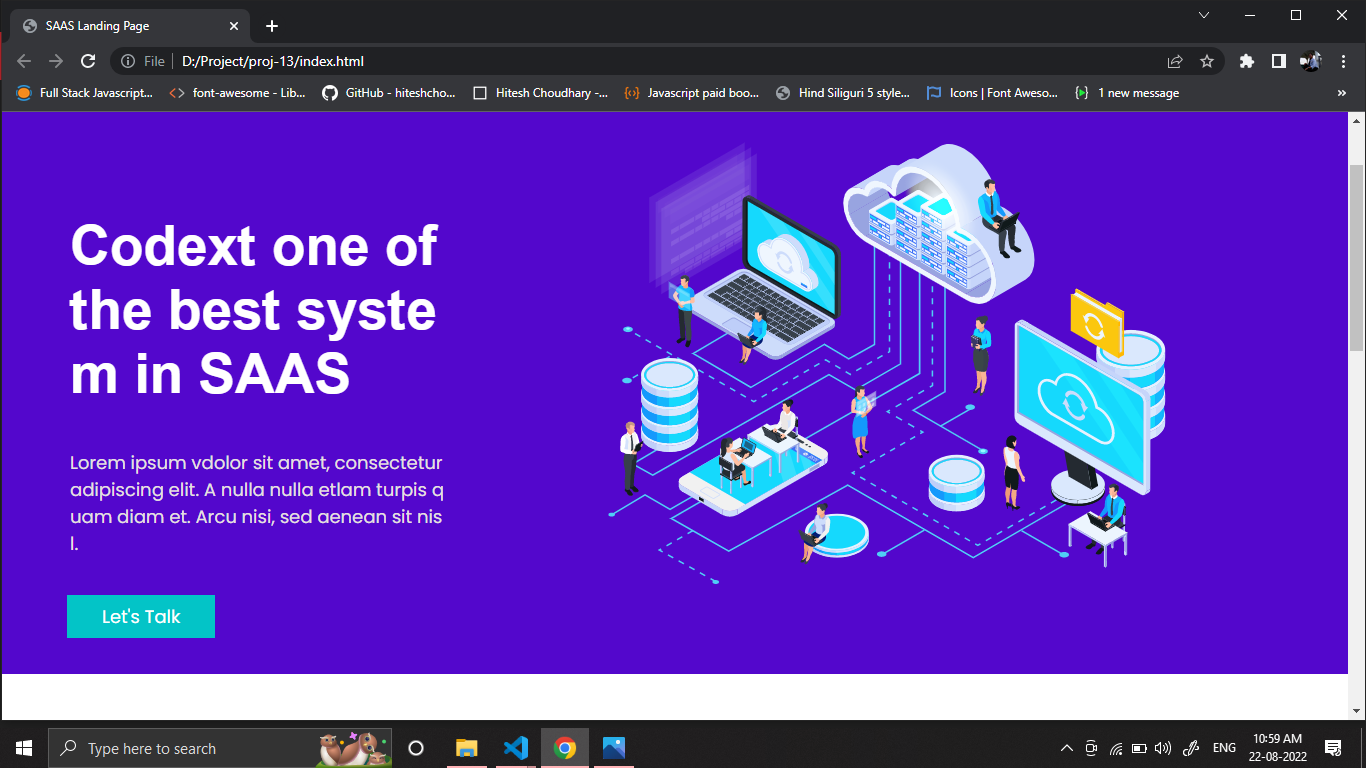 SAAS Landing Page
File D:/Project/proj-13/index.html
Full Stack Javascript... font-awesome - Lib... GitHub - hiteshcho... Hitesh Choudhary -... Javascript paid boo... Hind Siliguri 5 style... Icons | Font Aweso... 1 new message »
Codext one of
the best syste
m in SAAS
Lorem ipsum vdolor sit amet, consectetur
adipiscing elit. A nulla nulla etlam turpis q
uam diam et. Arcu nisi, sed aenean sit nis
l.
Let's Talk
Type here to search
ENG
10:59 AM
22-08-2022